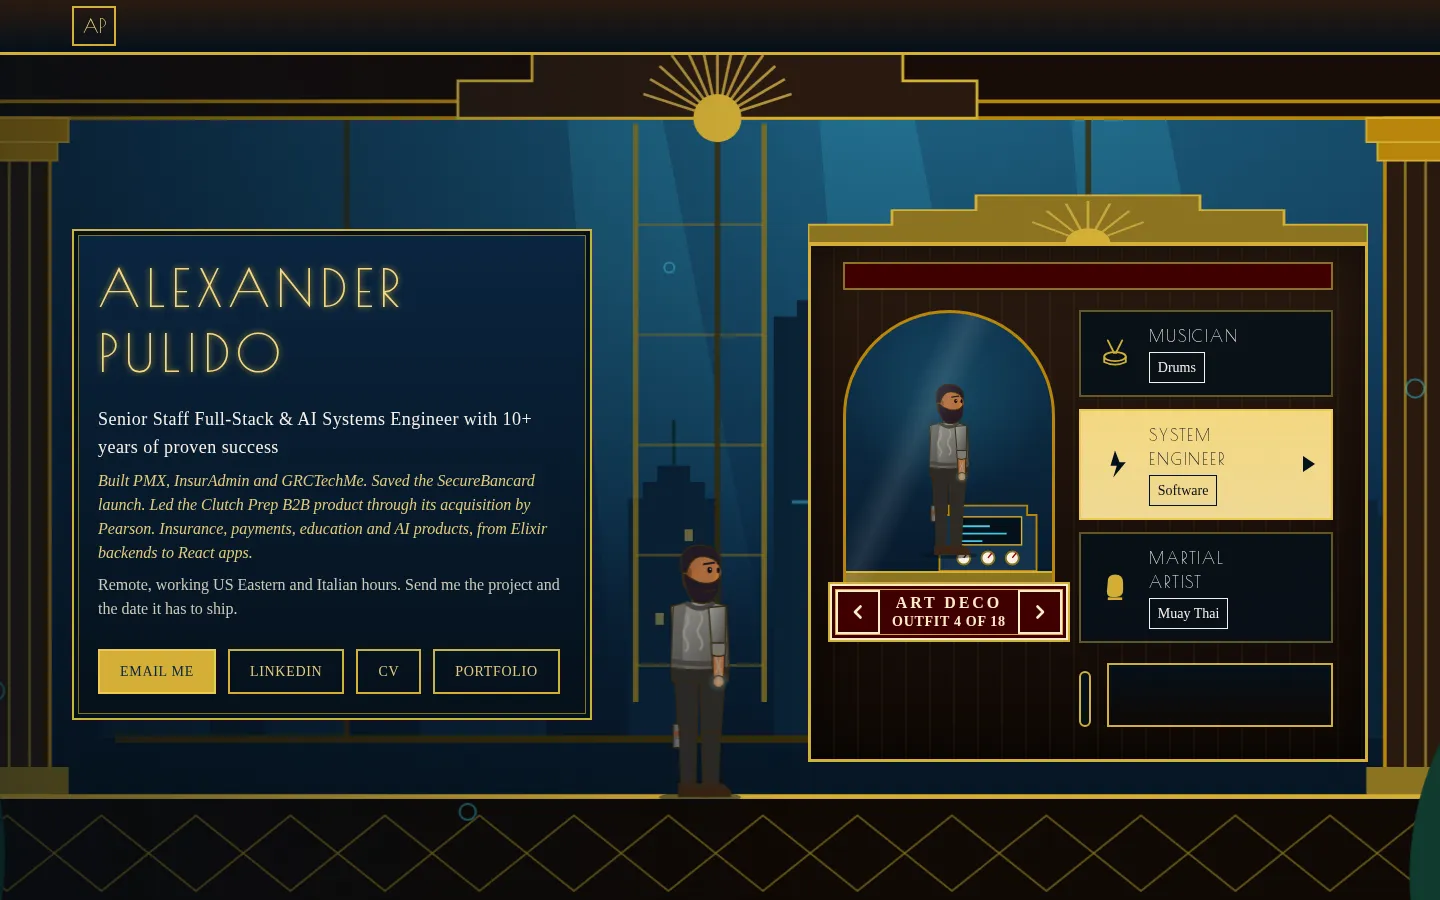 AP
ALEXANDER
PULIDO
Senior Staff Full-Stack & AI Systems Engineer with 10+
years of proven success
Built PMX, InsurAdmin and GRCTechMe. Saved the SecureBancard
launch. Led the Clutch Prep B2B product through its acquisition by
Pearson. Insurance, payments, education and AI products, from Elixir
backends to React apps.
Remote, working US Eastern and Italian hours. Send me the project and
the date it has to ship.
EMAIL ME
LINKEDIN
CV
PORTFOLIO
MUSICIAN
Drums
SYSTEM
ENGINEER
Software
MARTIAL
ARTIST
Muay Thai
ART DECO
OUTFIT 4 OF 18